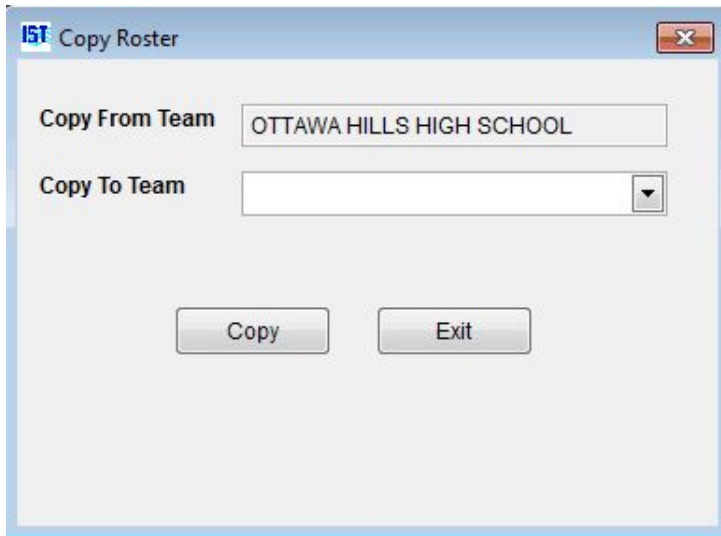 IST Copy Roster
Copy From Team OTTAWA HILLS HIGH SCHOOL
Copy To Team
Copy Exit